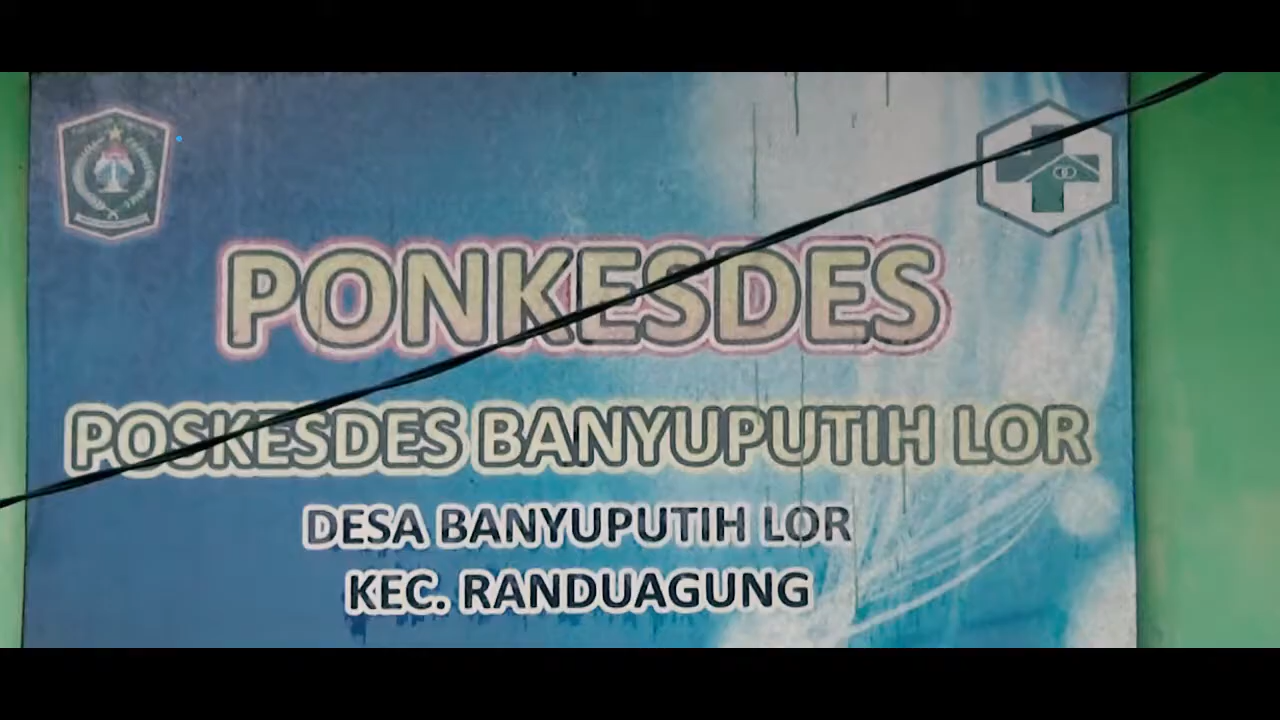 PONKESDES
POSKESDES BANYUPUTIH LOR
DESA BANYUPUTIH LOR
KEC. RANDUAGUNG